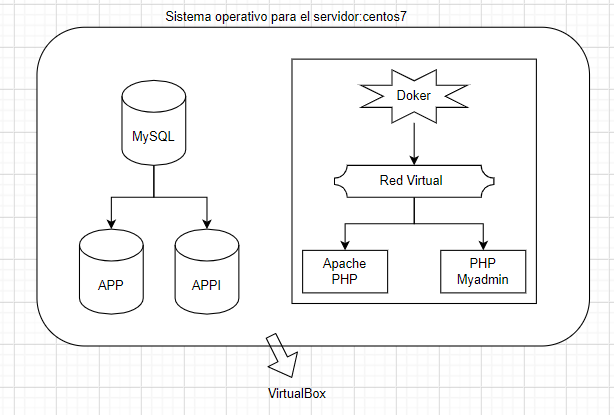 Sistema operativo para el servidor:centos7
MySQL
APP
APPI
Doker
Red Virtual
Apache
PHP
PHP
Myadmin
VirtualBox